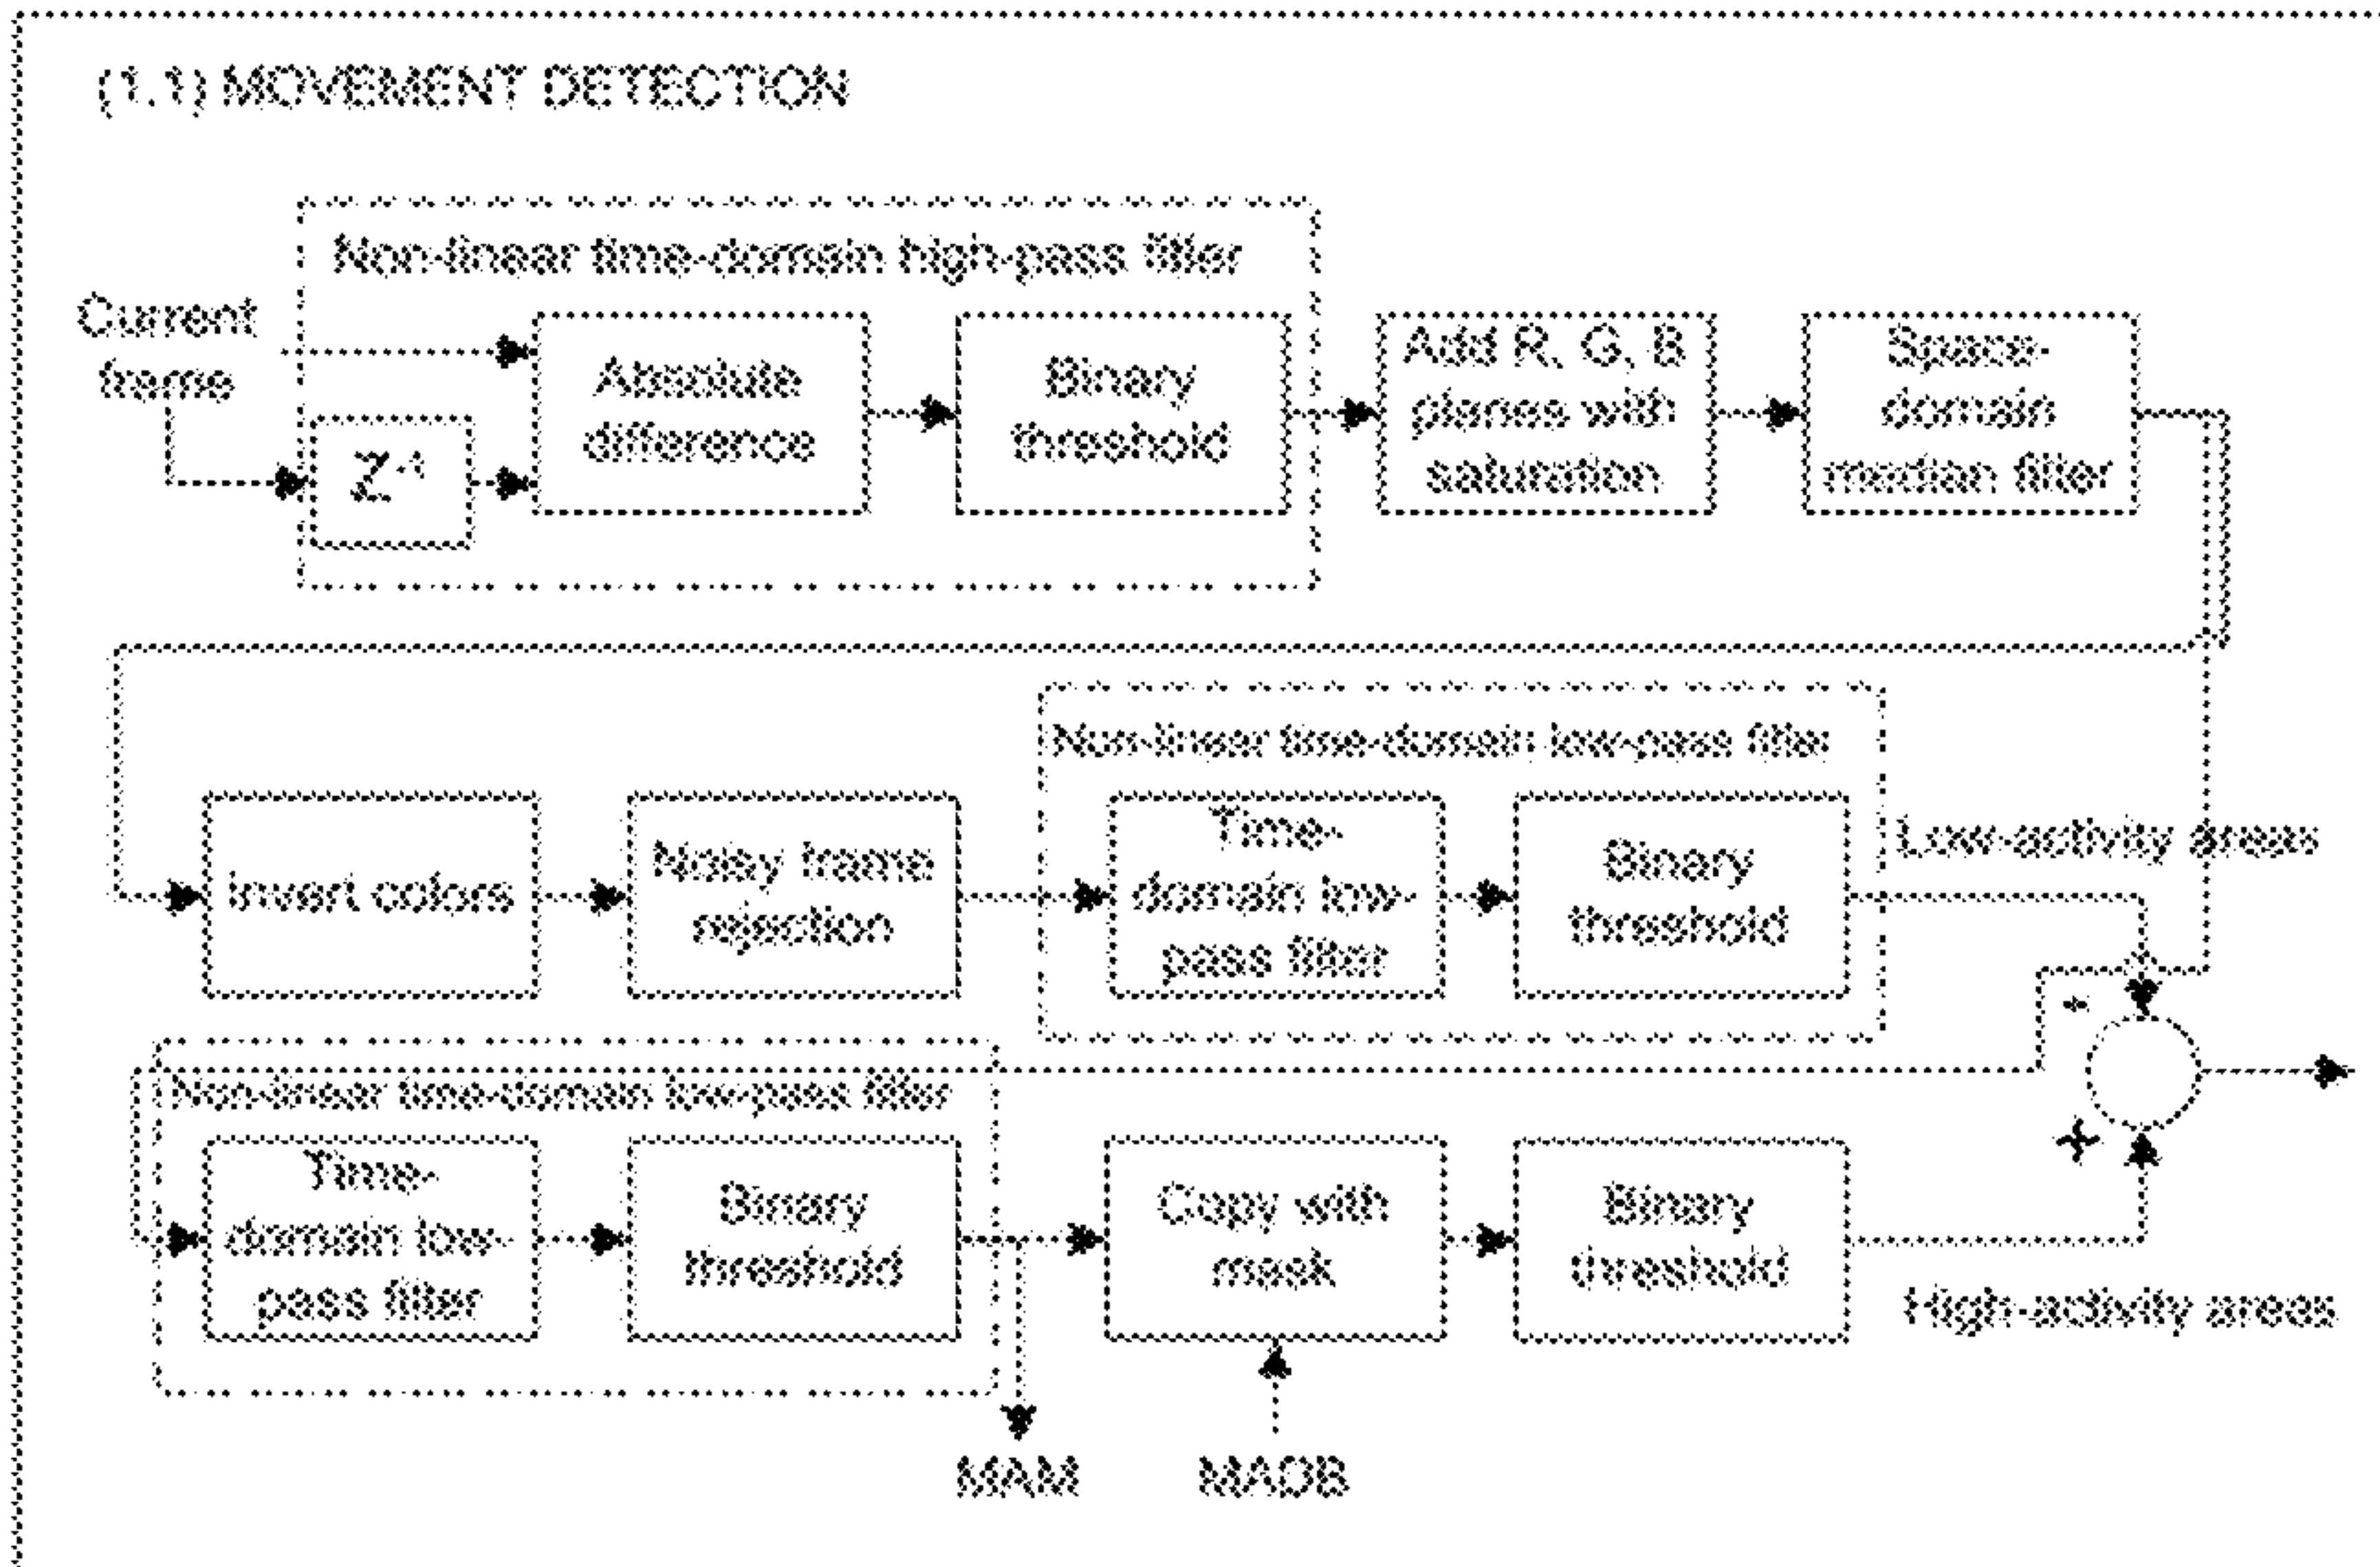 (1.1) MOVEMENT DETECTION
Non-linear time-domain high-pass filter
Current
frame
Z-1
Absolute
difference
Binary
threshold
Add R, G, B
planes with
saturation
Space-
domain
median filter
Non-linear time-domain low-pass filter
Invert colors
Noisy frame
rejection
Time-
domain low-
pass filter
Binary
threshold
Low-activity areas
-
+
Non-linear time-domain low-pass filter
Time-
domain low-
pass filter
Binary
threshold
Copy with
mask
Binary
threshold
High-activity areas
MAM
MAOB